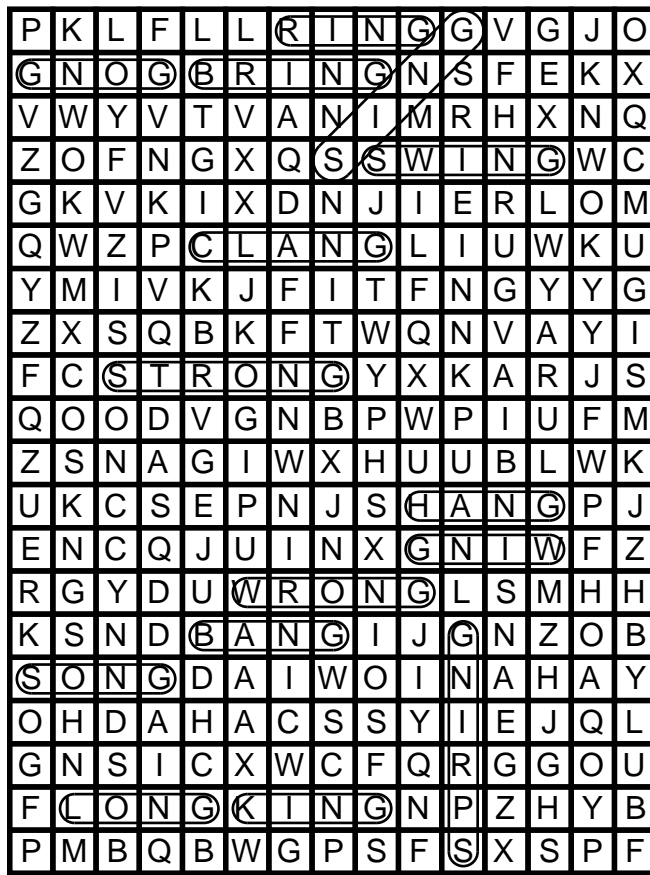 P K L F L L R I N G G V G J O
G N O G B R I N G N S F E K X
V W Y V T V A N I M R H X N Q
Z O F N G X Q S S W I N G W C
G K V K I X D N J I E R L O M
Q W Z P C L A N G L I U W K U
Y M I V K J F I T F N G Y Y G
Z X S Q B K F T W Q N V A Y I
F C S T R O N G Y X K A R J S
Q O O D V G N B P W P I U F M
Z S N A G I W X H U U B L W K
U K C S E P N J S H A N G P J
E N C Q J U I N X G N I W F Z
R G Y D U W R O N G L S M H H
K S N D B A N G I J G N Z O B
S O N G D A I W O I N A H A Y
O H D A H A C S S Y I E J Q L
G N S I C X W C F Q R G G O U
F L O N G K I N G N P Z H Y B
P M B Q B W G P S F S X S P F